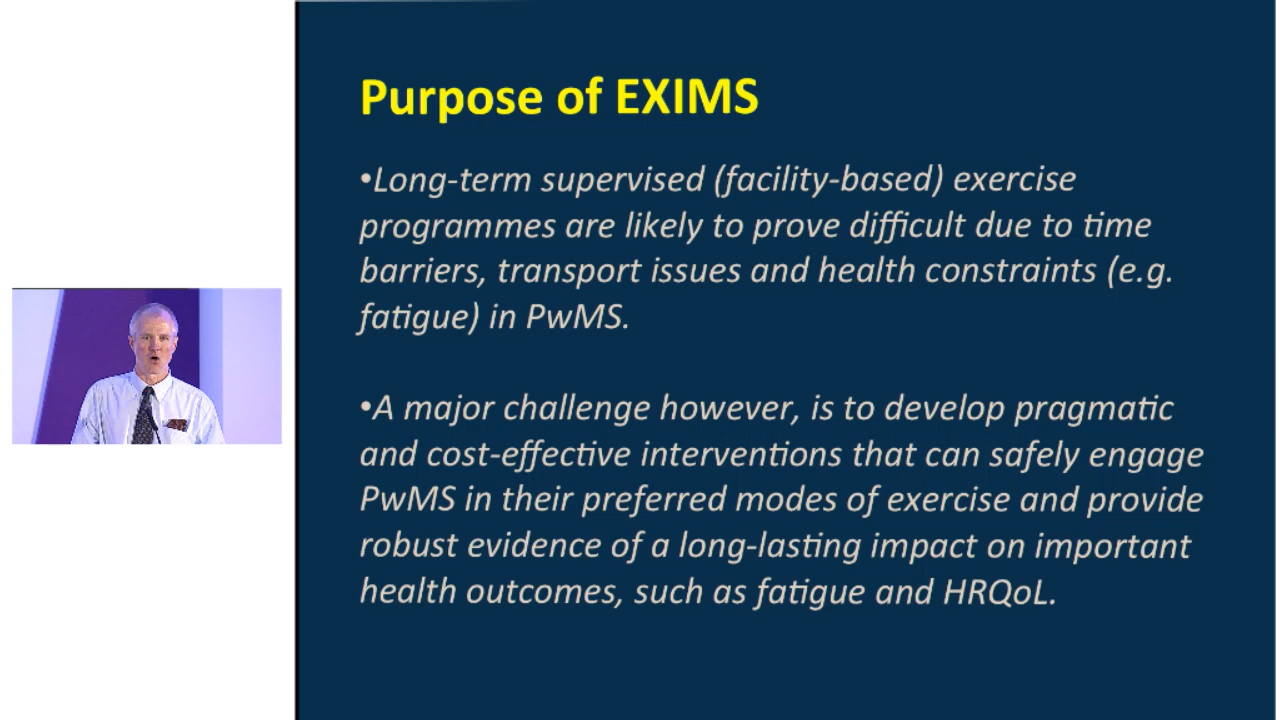 Purpose of EXIMS
•Long-term supervised (facility-based) exercise
programmes are likely to prove difficult due to time
barriers, transport issues and health constraints (e.g.
fatigue) in PwMS.
•A major challenge however, is to develop pragmatic
and cost-effective interventions that can safely engage
PwMS in their preferred modes of exercise and provide
robust evidence of a long-lasting impact on important
health outcomes, such as fatigue and HRQoL.